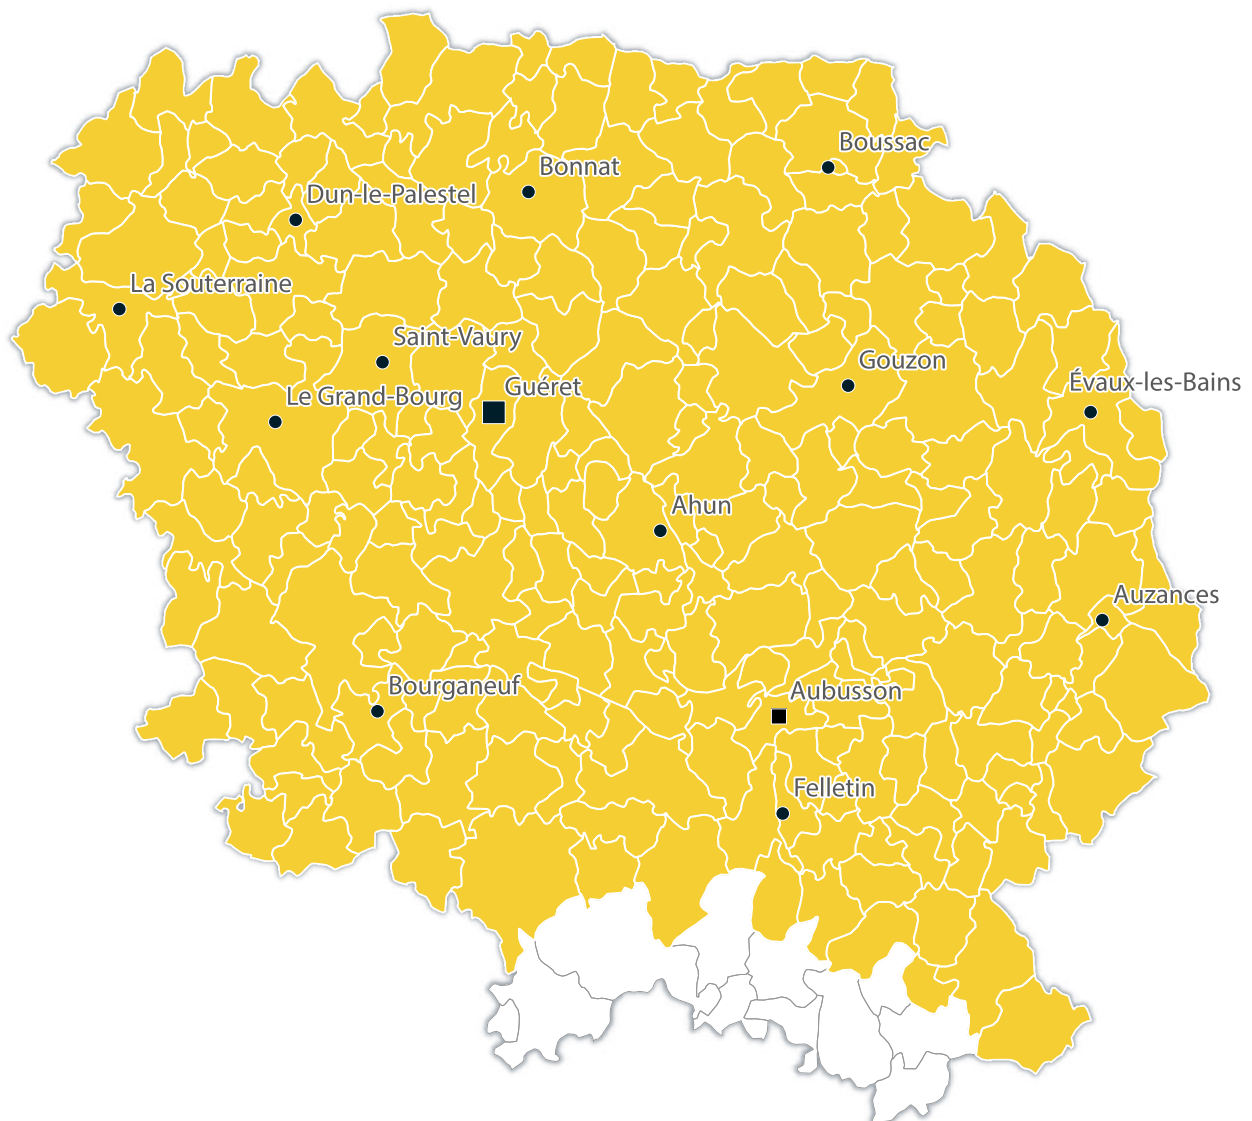 Boussac
Bonnat
Dun-le-Palestel
La Souterraine
Saint-Vaury
Gouzon
Évaux-les-Bains
Guéret
Le Grand-Bourg
Ahun
Auzances
Bourganeuf
Aubusson
Felletin